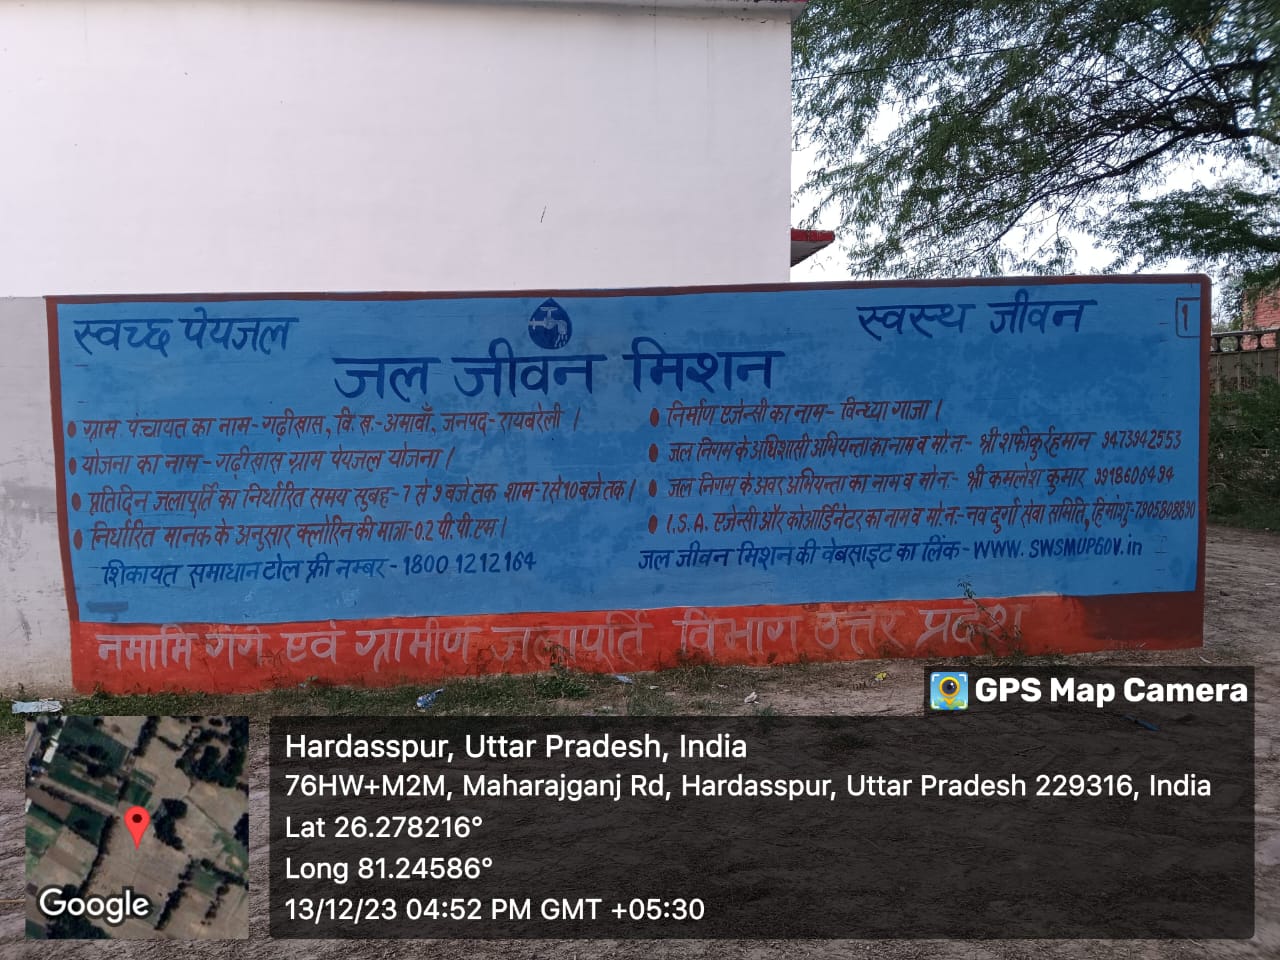 स्वच्छ पेयजल
स्वस्थ जीवन
1
जल जीवन मिशन
• ग्राम पंचायत का नाम - गढ़ीखास, वि. ख. - अमावाँ, जनपद - रायबरेली ।
• योजना का नाम - गढ़ीखास ग्राम पेयजल योजना ।
• प्रतिदिन जलापूर्ति का निर्धारित समय सुबह - 7 से 9 बजे तक शाम - 7 से 10 बजे तक ।
• निर्धारित मानक के अनुसार क्लोरिन की मात्रा - 0.2 पी. पी. एम ।
शिकायत समाधान टोल फ्री नम्बर - 1800 1212164
• निर्माण एजेन्सी का नाम - विन्ध्या गाजा ।
• जल निगम के अधिशासी अभियन्ता का नाम व मो. न. - श्री शफीकुर्रहमान 9473942553
• जल निगम के अवर अभियन्ता का नाम व मो न. - श्री कमलेश कुमार 9918606494
• I.S.A. एजेन्सी और कोआर्डिनेटर का नाम व मो. न. - नव दुर्गा सेवा समिति, हिमांशु - 7905808890
जल जीवन मिशन की वेबसाइट का लिंक - WWW. SWSMUPGOV.in
नमामि गंगे एवं ग्रामीण जलापूर्ति विभाग उत्तर प्रदेश
GPS Map Camera
Hardasspur, Uttar Pradesh, India
76HW+M2M, Maharajganj Rd, Hardasspur, Uttar Pradesh 229316, India
Lat 26.278216°
Long 81.24586°
13/12/23 04:52 PM GMT +05:30
Google